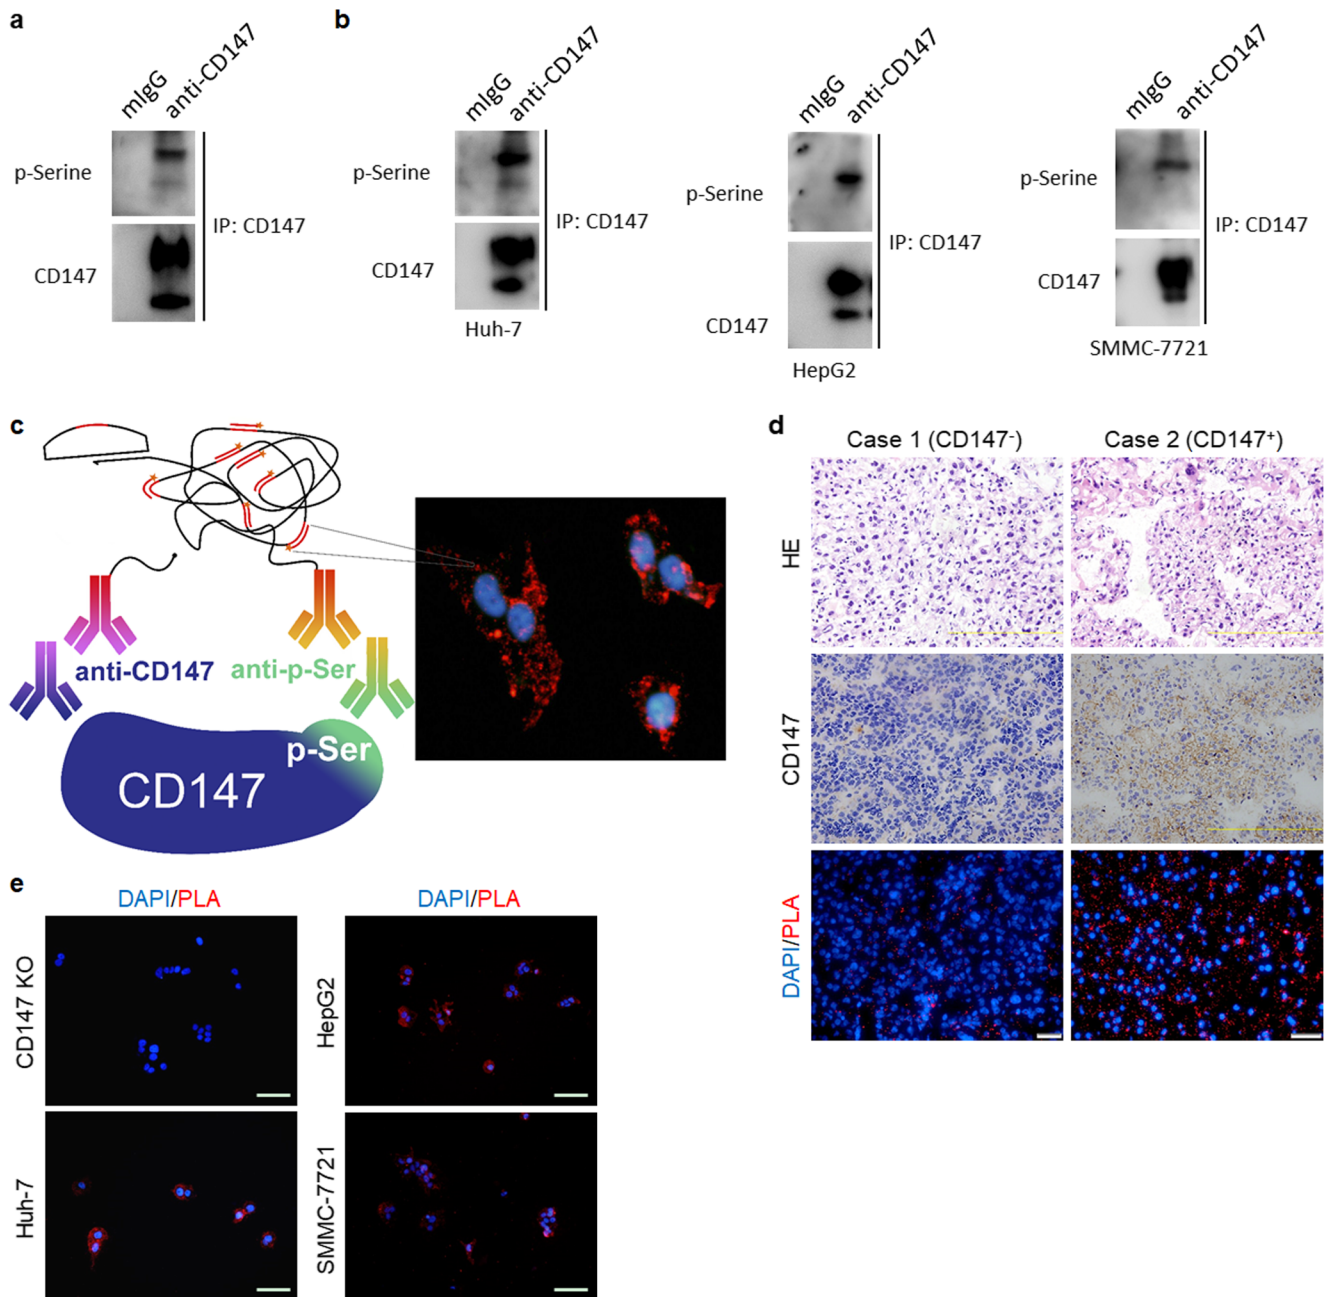 a
mIgG
anti-CD147
p-Serine
CD147
IP: CD147
b
mIgG
anti-CD147
p-Serine
CD147
IP: CD147
Huh-7
mIgG
anti-CD147
p-Serine
CD147
IP: CD147
HepG2
mIgG
anti-CD147
p-Serine
CD147
IP: CD147
SMMC-7721
c
anti-CD147
anti-p-Ser
p-Ser
CD147
d
Case 1 (CD147⁻)
Case 2 (CD147⁺)
HE
CD147
DAPI/PLA
e
DAPI/PLA
DAPI/PLA
CD147 KO
HepG2
Huh-7
SMMC-7721